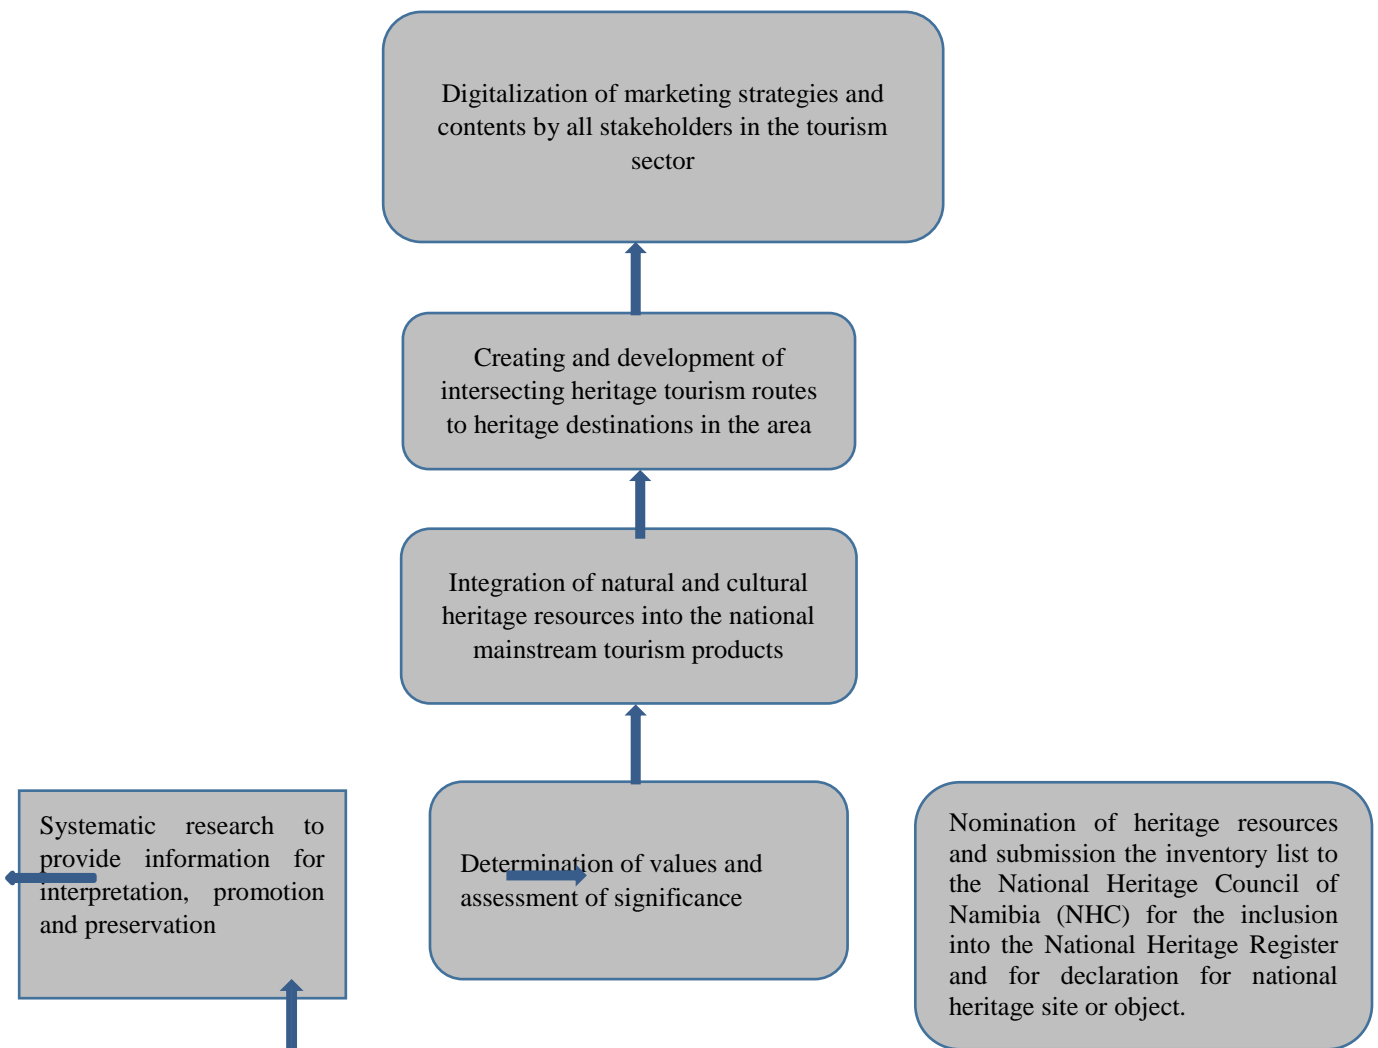 Digitalization of marketing strategies and
contents by all stakeholders in the tourism
sector
Creating and development of
intersecting heritage tourism routes
to heritage destinations in the area
Integration of natural and cultural
heritage resources into the national
mainstream tourism products
Systematic research to
provide information for
interpretation, promotion
and preservation
Determination of values and
assessment of significance
Nomination of heritage resources
and submission the inventory list to
the National Heritage Council of
Namibia (NHC) for the inclusion
into the National Heritage Register
and for declaration for national
heritage site or object.